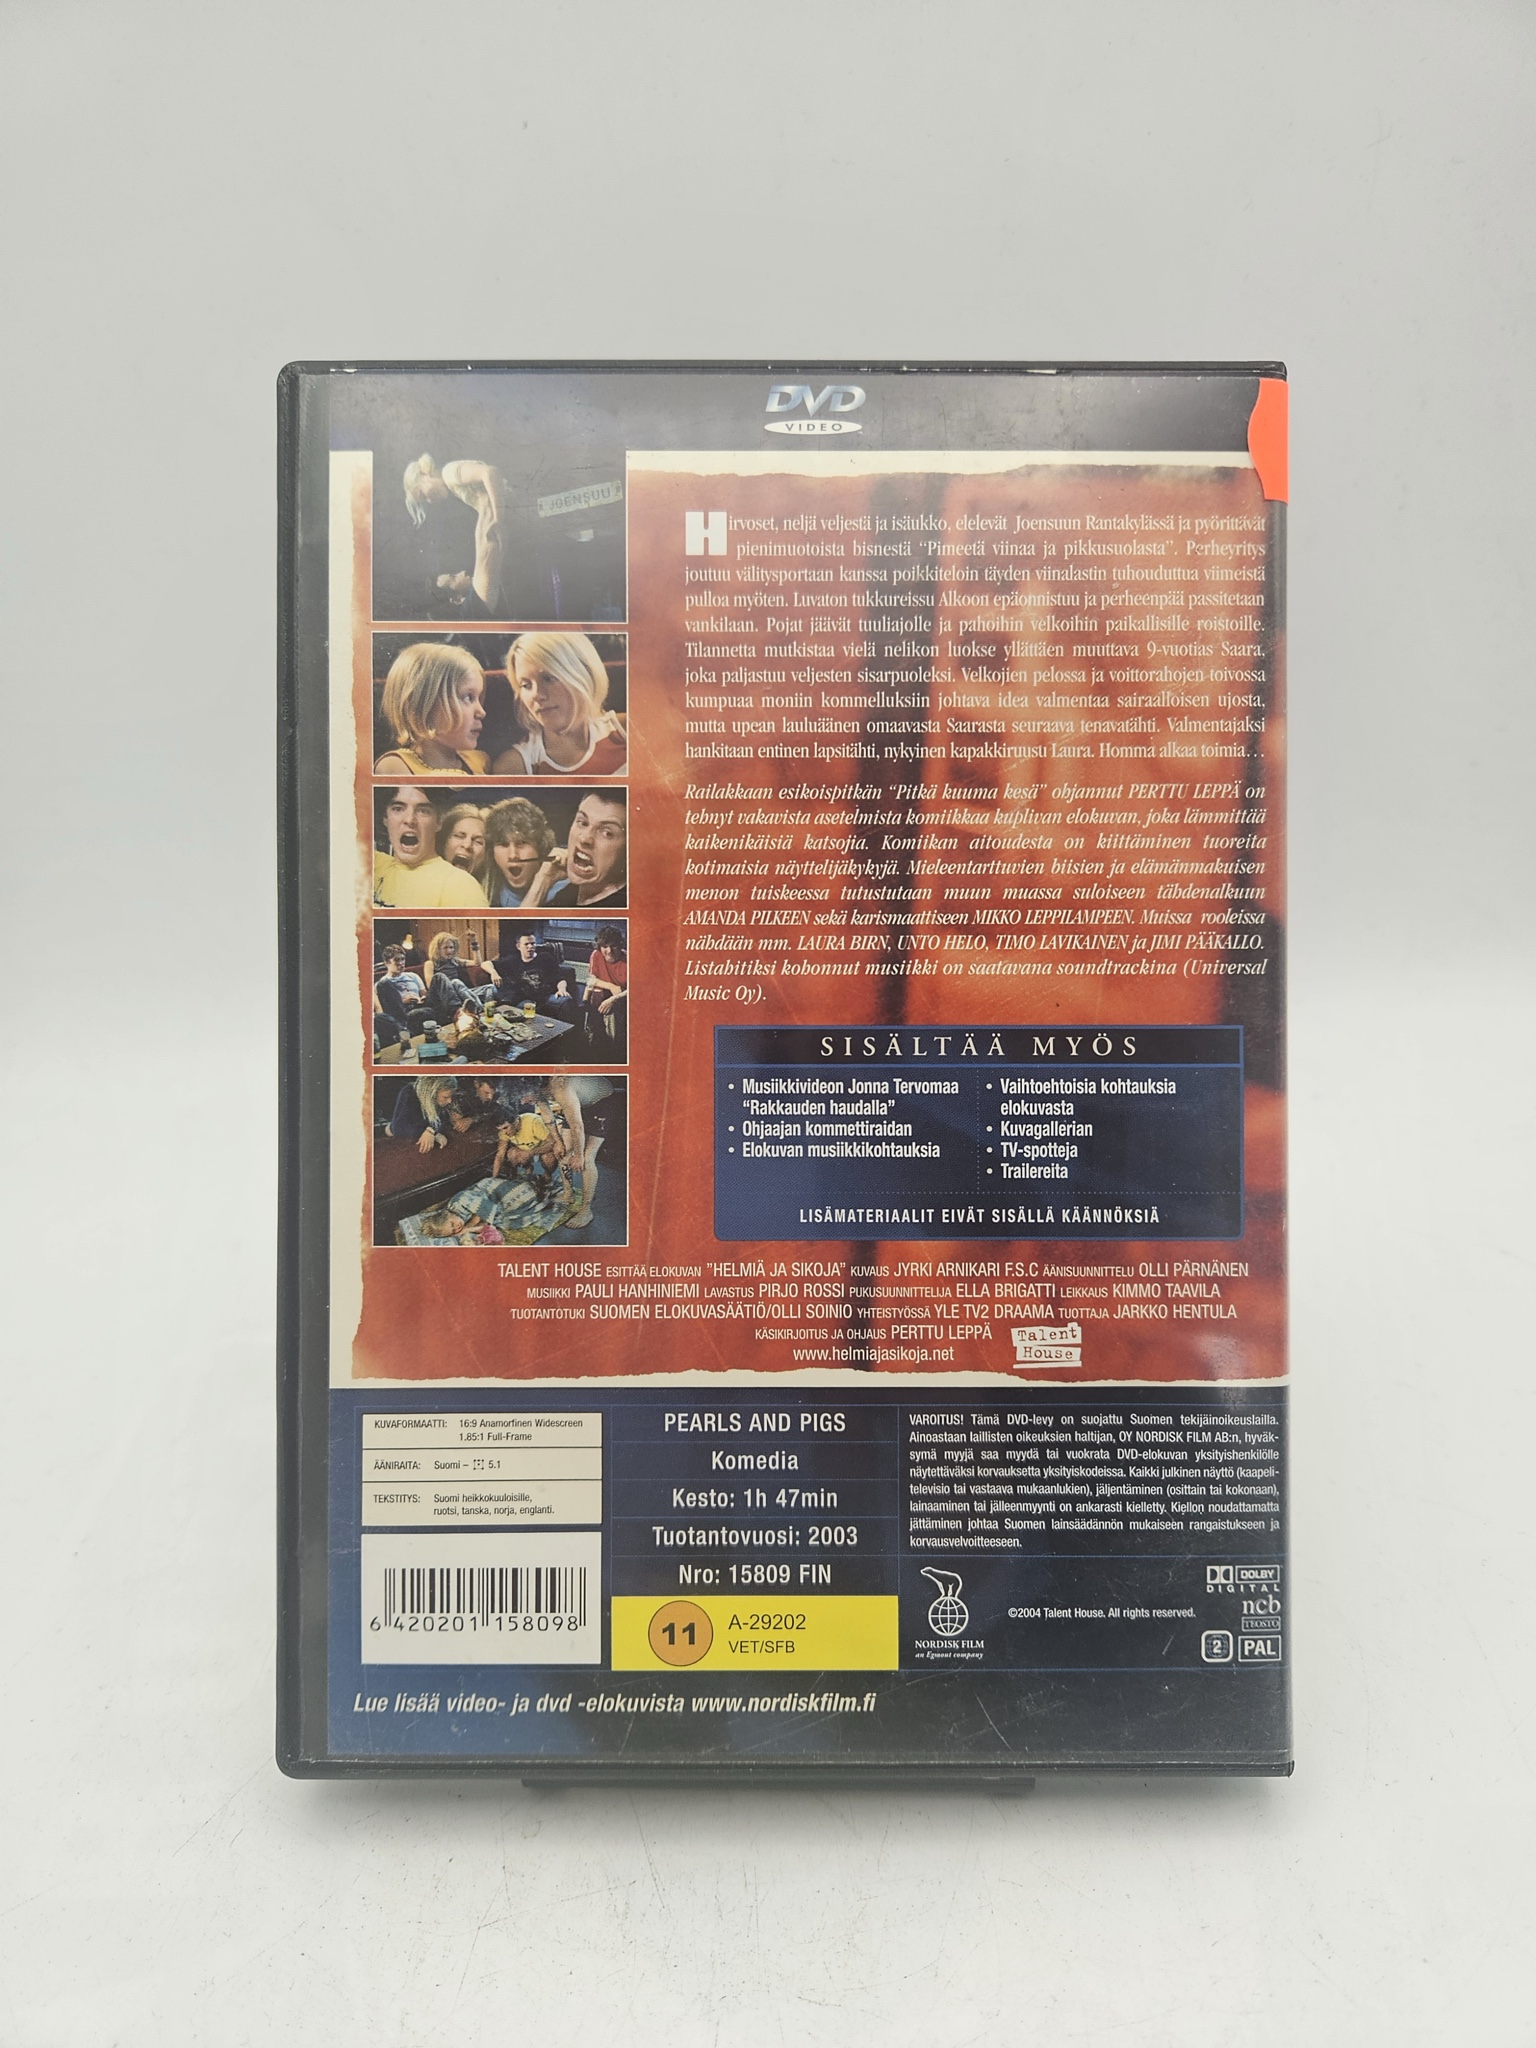 DVD
VIDEO
JOENSUU
Hirvoset, neljä veljestä ja isäukko, elelevät Joensuun Rantakylässä ja pyörittävät
pienimuotoista bisnestä “Pimeetä viinaa ja pikkusuolasta”. Perheyritys
joutuu välitysportaan kanssa poikkiteloin täyden viinalastin tuhouduttua viimeistä
pulloa myöten. Luvaton tukkureissu Alkoon epäonnistuu ja perheenpää passitetaan
vankilaan. Pojat jäävät tuuliajolle ja pahoihin velkoihin paikallisille roistoille.
Tilannetta mutkistaa vielä nelikon luokse yllättäen muuttava 9-vuotias Saara,
joka paljastuu veljesten sisarpuoleksi. Velkojien pelossa ja voittorahojen toivossa
kumpuaa moniin kommelluksiin johtava idea valmentaa sairaalloisen ujosta,
mutta upean lauluäänen omaavasta Saarasta seuraava tenavatähti. Valmentajaksi
hankitaan entinen lapsitähti, nykyinen kapakkiruusu Laura. Homma alkaa toimia...
Railakkaan esikoispitkän “Pitkä kuuma kesä” ohjannut PERTTU LEPPÄ on
tehnyt vakavista asetelmista komiikkaa kuplivan elokuvan, joka lämmittää
kaikenikäisiä katsojia. Komiikan aitoudesta on kiittäminen tuoreita
kotimaisia näyttelijäkykyjä. Mieleentarttuvien biisien ja elämänmakuisen
menon tuiskeessa tutustutaan muun muassa suloiseen tähdenalkuun
AMANDA PILKEEN sekä karismaattiseen MIKKO LEPPILAMPEEN. Muissa rooleissa
nähdään mm. LAURA BIRN, UNTO HELO, TIMO LAVIKAINEN ja JIMI PÄÄKALLO.
Listahitiksi kohonnut musiikki on saatavana soundtrackina (Universal
Music Oy).
SISÄLTÄÄ MYÖS
• Musiikkivideon Jonna Tervomaa
“Rakkauden haudalla”
• Ohjaajan kommettiraidan
• Elokuvan musiikkikohtauksia
• Vaihtoehtoisia kohtauksia
elokuvasta
• Kuvagallerian
• TV-spotteja
• Trailereita
LISÄMATERIAALIT EIVÄT SISÄLLÄ KÄÄNNÖKSIÄ
TALENT HOUSE ESITTÄÄ ELOKUVAN "HELMIÄ JA SIKOJA" KUVAUS JYRKI ARNIKARI F.S.C ÄÄNISUUNNITTELU OLLI PÄRNÄNEN
MUSIIKKI PAULI HANHINIEMI LAVASTUS PIRJO ROSSI PUKUSUUNNITTELIJA ELLA BRIGATTI LEIKKAUS KIMMO TAAVILA
TUOTANTOTUKI SUOMEN ELOKUVASÄÄTIÖ/OLLI SOINIO YHTEISTYÖSSÄ YLE TV2 DRAAMA TUOTTAJA JARKKO HENTULA
KÄSIKIRJOITUS JA OHJAUS PERTTU LEPPÄ
www.helmiajasikoja.net
Talent
House
KUVAFORMAATTI: 16:9 Anamorfinen Widescreen
1.85:1 Full-Frame
ÄÄNIRAITA: Suomi – 5.1
TEKSTITYS: Suomi heikkokuuloisille,
ruotsi, tanska, norja, englanti.
6 420201 158098
PEARLS AND PIGS
Komedia
Kesto: 1h 47min
Tuotantovuosi: 2003
Nro: 15809 FIN
11
A-29202
VET/SFB
VAROITUS! Tämä DVD-levy on suojattu Suomen tekijäinoikeuslailla.
Ainoastaan laillisten oikeuksien haltijan, OY NORDISK FILM AB:n, hyväk-
symä myyjä saa myydä tai vuokrata DVD-elokuvan yksityishenkilölle
näytettäväksi korvauksetta yksityiskodeissa. Kaikki julkinen näyttö (kaapeli-
televisio tai vastaava mukaanlukien), jäljentäminen (osittain tai kokonaan),
lainaaminen tai jälleenmyynti on ankarasti kielletty. Kiellon noudattamatta
jättäminen johtaa Suomen lainsäädännön mukaiseen rangaistukseen ja
korvausvelvoitteeseen.
NORDISK FILM
an Egmont company
©2004 Talent House. All rights reserved.
DOLBY
DIGITAL
ncb
TEOSTO
2
PAL
Lue lisää video- ja dvd -elokuvista www.nordiskfilm.fi